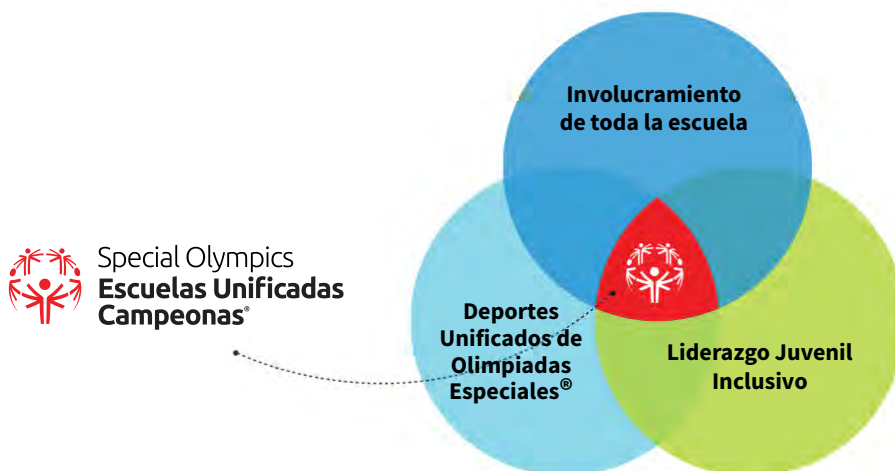 Involucramiento
de toda la escuela
Special Olympics
Escuelas Unificadas
Campeonas®
Deportes
Unificados de
Olimpiadas
Especiales®
Liderazgo Juvenil
Inclusivo